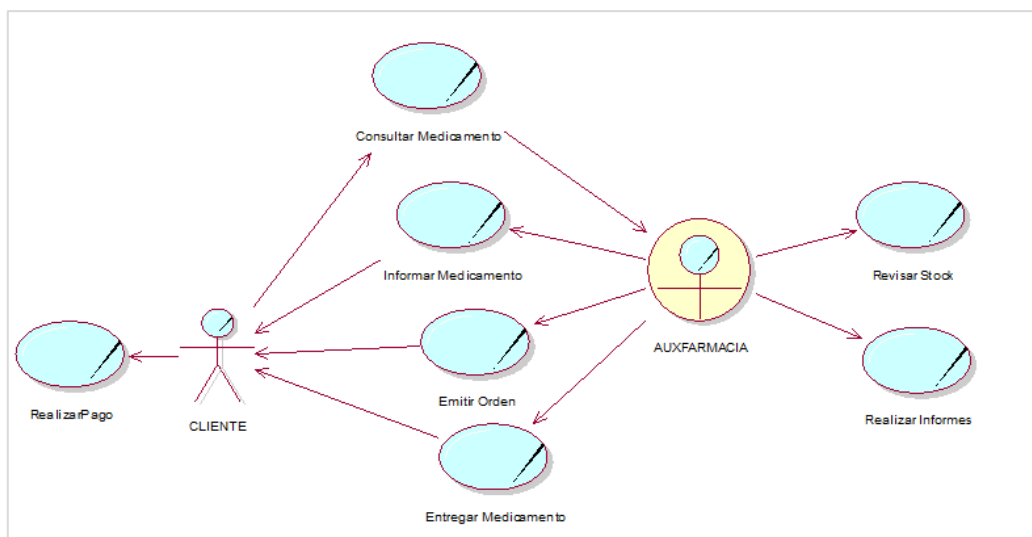 Consultar Medicamento
Informar Medicamento
Revisar Stock
AUXFARMACIA
Emitir Orden
RealizarPago
CLIENTE
Realizar Informes
Entregar Medicamento